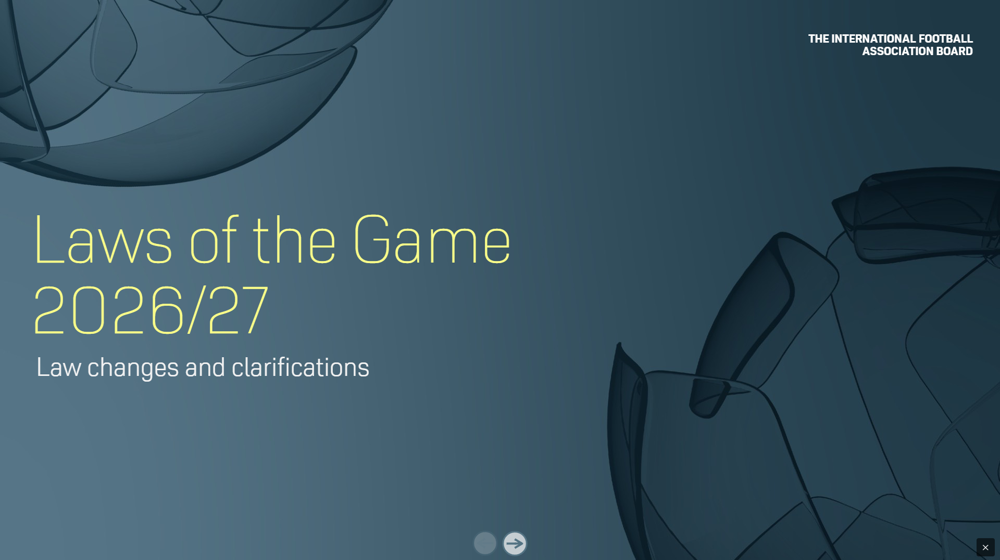 THE INTERNATIONAL FOOTBALL
ASSOCIATION BOARD
Laws of the Game
2026/27
Law changes and clarifications